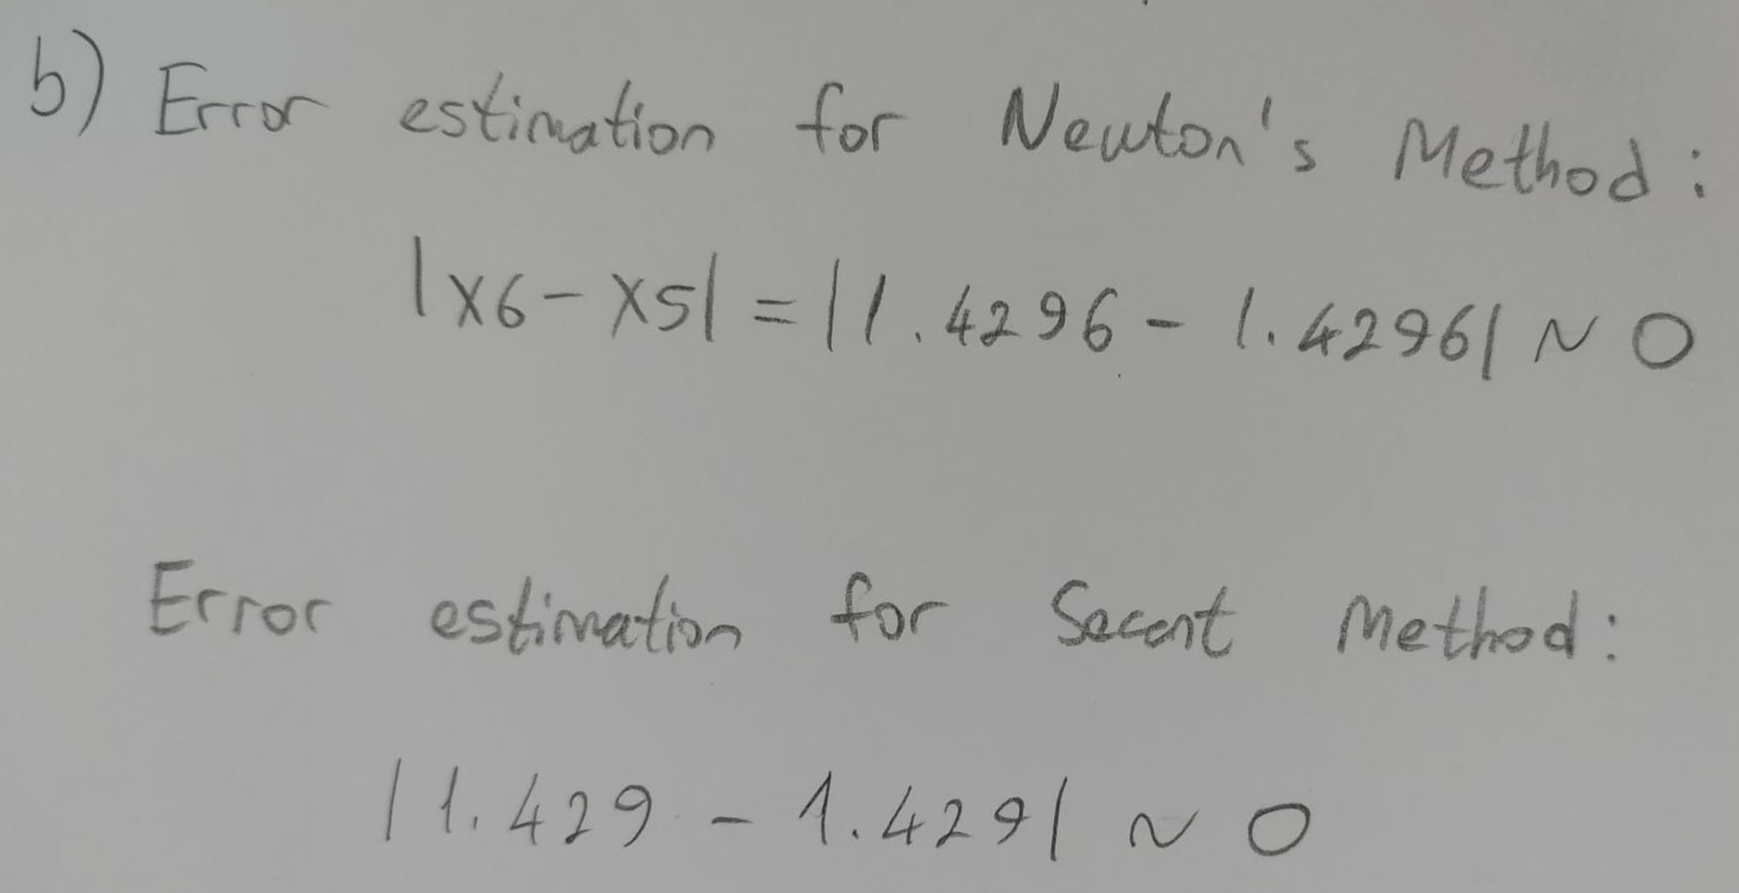 b) Error estimation for Newton's Method:
|x6-x5| = |1.4296 - 1.4296| ~ 0
Error estimation for Secant Method:
|1.429 - 1.429| ~ 0